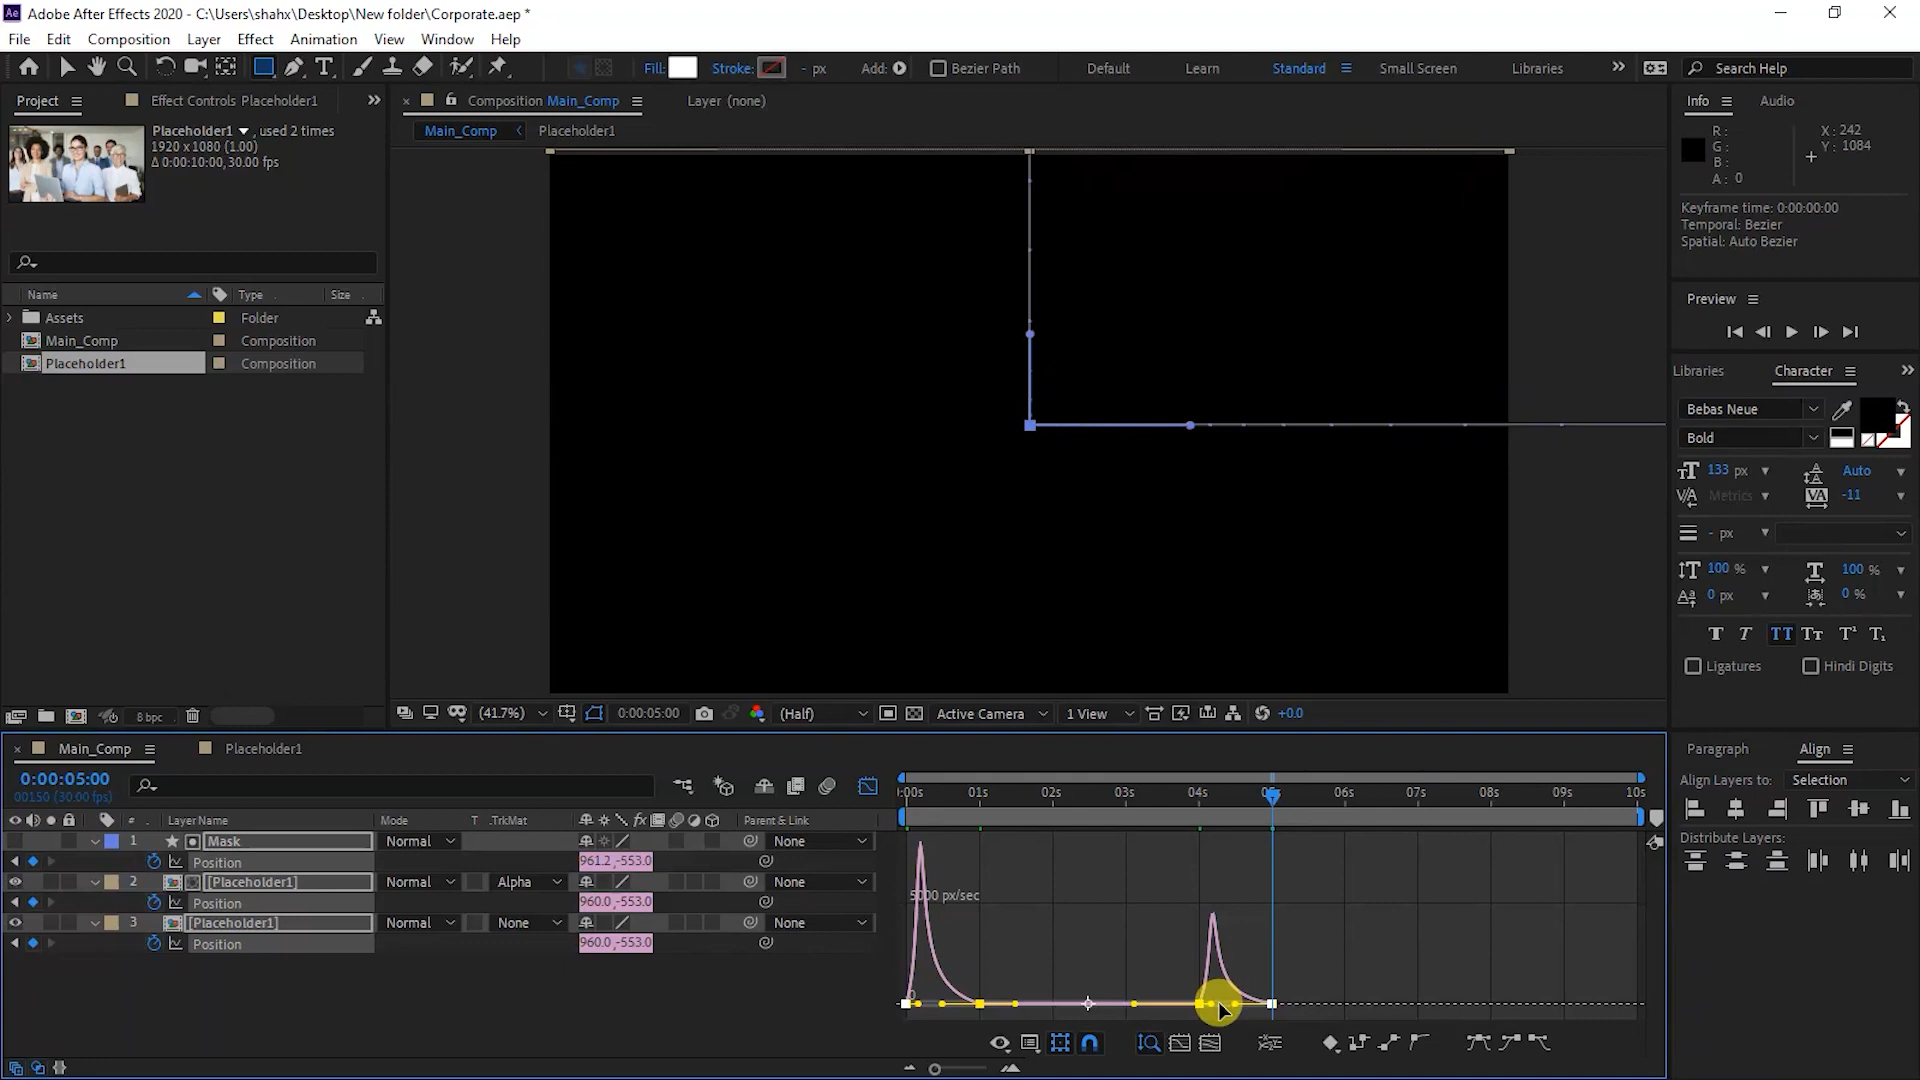 Ae Adobe After Effects 2020 - C:\Users\shahx\Desktop\New folder\Corporate.aep *
File Edit Composition Layer Effect Animation View Window Help
Fill: Stroke: - px Add: Bezier Path Default Learn Standard Small Screen Libraries Search Help
Project Effect Controls Placeholder1
Composition Main_Comp Layer (none)
Info Audio
Main_Comp Placeholder1
Placeholder1 , used 2 times
1920 x 1080 (1.00)
Δ 0:00:10:00, 30.00 fps
R :
G :
B :
A : 0
X : 242
Y : 1084
Keyframe time: 0:00:00:00
Temporal: Bezier
Spatial: Auto Bezier
Name Type Size
Assets Folder
Main_Comp Composition
Placeholder1 Composition
Preview
Libraries Character
Bebas Neue
Bold
133 px Auto
Metrics -11
- px
100 % 100 %
0 px 0 %
T T TT Tt T¹ T₁
Ligatures Hindi Digits
8 bpc
(41.7%) 0:00:05:00 (Half) Active Camera 1 View +0.0
Main_Comp Placeholder1
Paragraph Align
0:00:05:00
00150 (30.00 fps)
Align Layers to: Selection
:00s 01s 02s 03s 04s 06s 07s 08s 09s 10s
# Layer Name Mode T .TrkMat Parent & Link
Distribute Layers:
1 Mask Normal None
Position 961.2,-553.0
2 [Placeholder1] Normal Alpha None
Position 960.0,-553.0
3 [Placeholder1] Normal None None
Position 960.0,-553.0
5000 px/sec
0